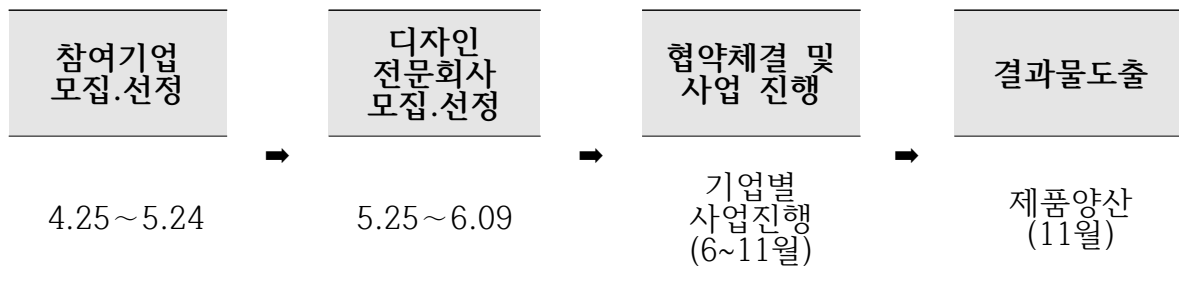 참여기업
모집.선정
디자인
전문회사
모집.선정
협약체결 및
사업 진행
결과물도출
➡
➡
➡
4.25～5.24
5.25～6.09
기업별
사업진행
(6~11월)
제품양산
(11월)